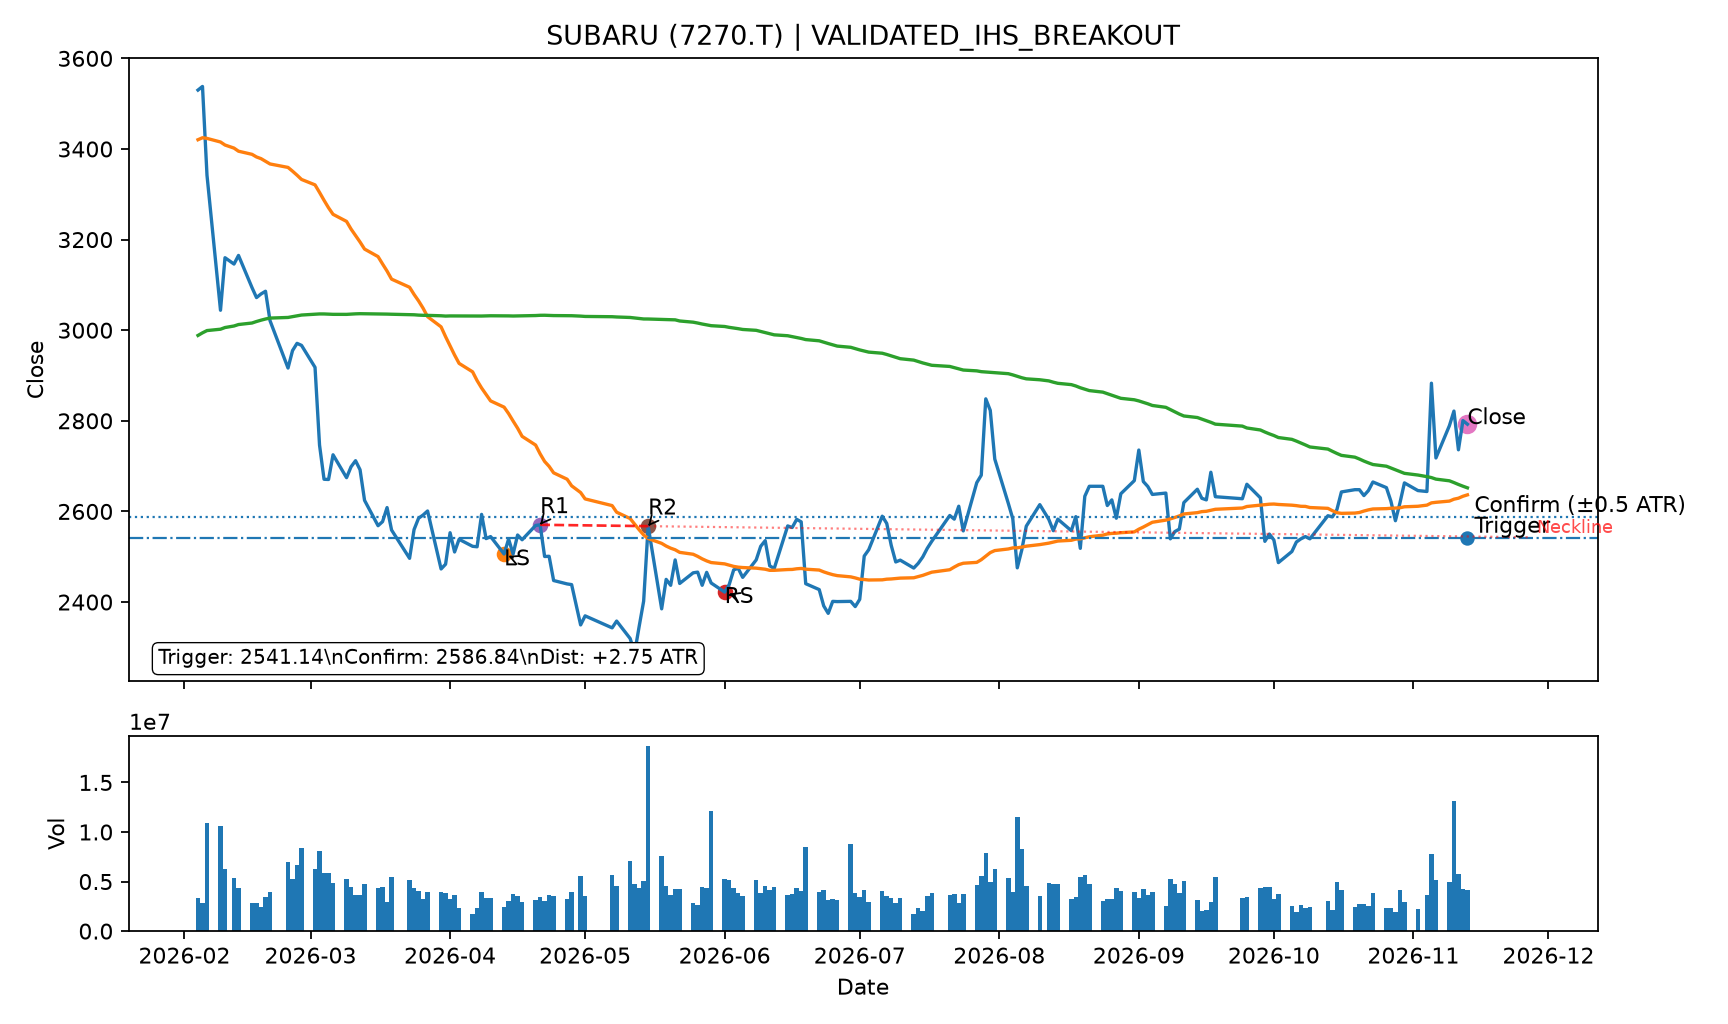 SUBARU (7270.T) | VALIDATED_IHS_BREAKOUT
Close
3600
3400
3200
3000
2800
2600
2400
R1
R2
LS
RS
Close
Confirm (±0.5 ATR)
Trigger
Neckline
Trigger: 2541.14\nConfirm: 2586.84\nDist: +2.75 ATR
1e7
Vol
1.5
1.0
0.5
0.0
2026-02 2026-03 2026-04 2026-05 2026-06 2026-07 2026-08 2026-09 2026-10 2026-11 2026-12
Date